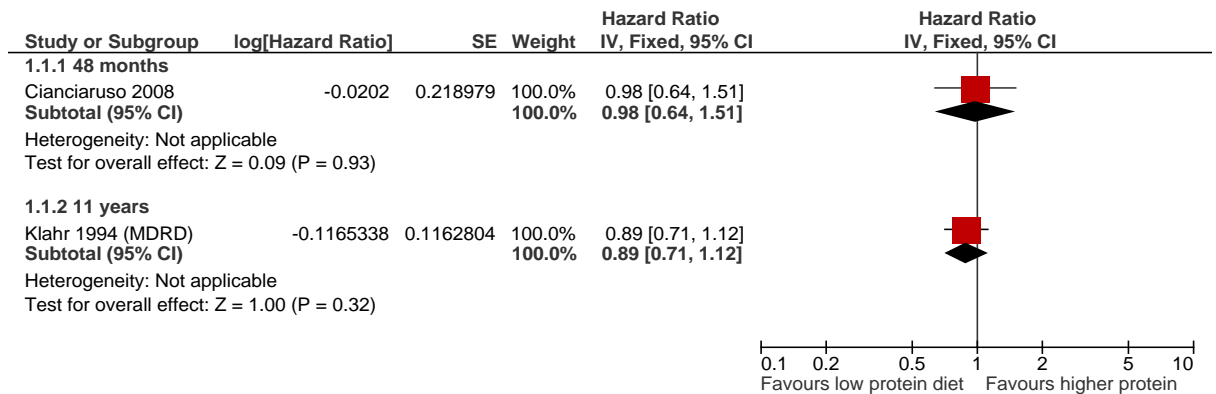 Hazard Ratio Hazard Ratio
Study or Subgroup log[Hazard Ratio] SE Weight IV, Fixed, 95% CI IV, Fixed, 95% CI
1.1.1 48 months
Cianciaruso 2008 -0.0202 0.218979 100.0% 0.98 [0.64, 1.51]
Subtotal (95% CI) 100.0% 0.98 [0.64, 1.51]
Heterogeneity: Not applicable
Test for overall effect: Z = 0.09 (P = 0.93)
1.1.2 11 years
Klahr 1994 (MDRD) -0.1165338 0.1162804 100.0% 0.89 [0.71, 1.12]
Subtotal (95% CI) 100.0% 0.89 [0.71, 1.12]
Heterogeneity: Not applicable
Test for overall effect: Z = 1.00 (P = 0.32)
0.1 0.2 0.5 1 2 5 10
Favours low protein diet Favours higher protein